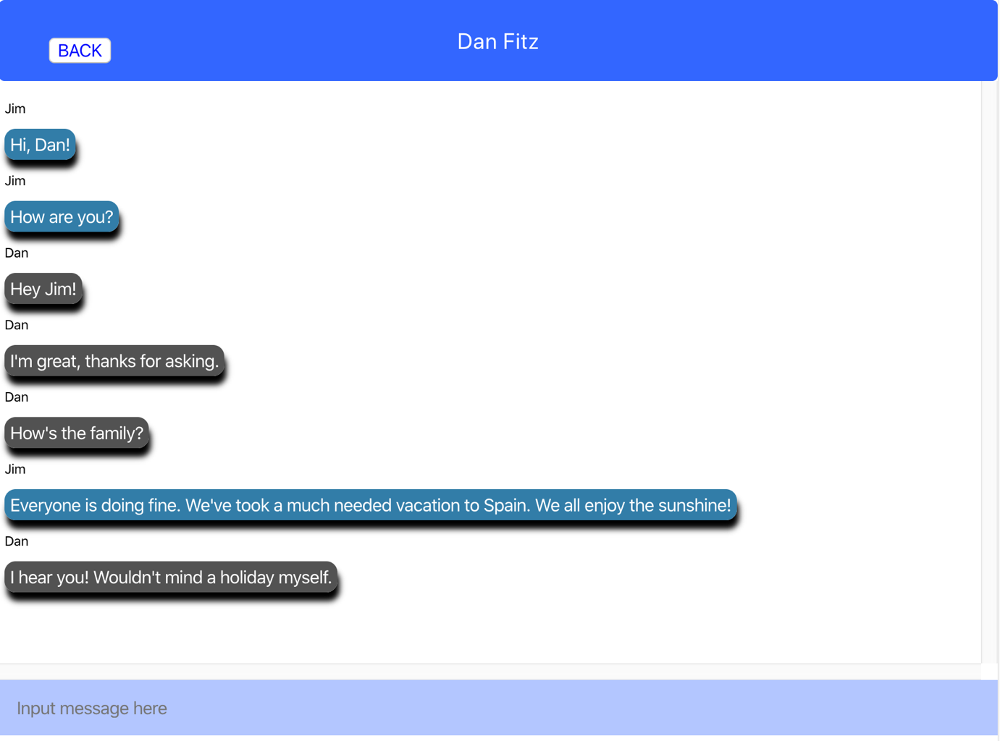 Dan Fitz
BACK
Jim
Hi, Dan!
Jim
How are you?
Dan
Hey Jim!
Dan
I'm great, thanks for asking.
Dan
How's the family?
Jim
Everyone is doing fine. We've took a much needed vacation to Spain. We all enjoy the sunshine!
Dan
I hear you! Wouldn't mind a holiday myself.
Input message here